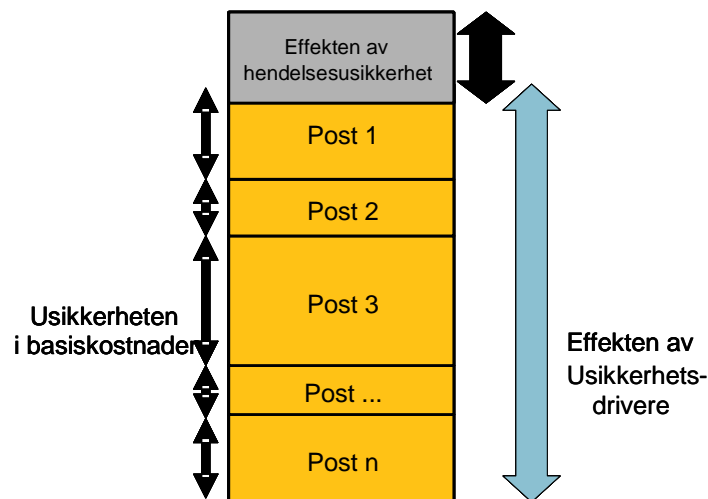 Effekten av
hendelsesusikkerhet
Post 1
Post 2
Post 3
Post ...
Post n
Usikkerheten
i basiskostnader
Effekten av
Usikkerhets-
drivere